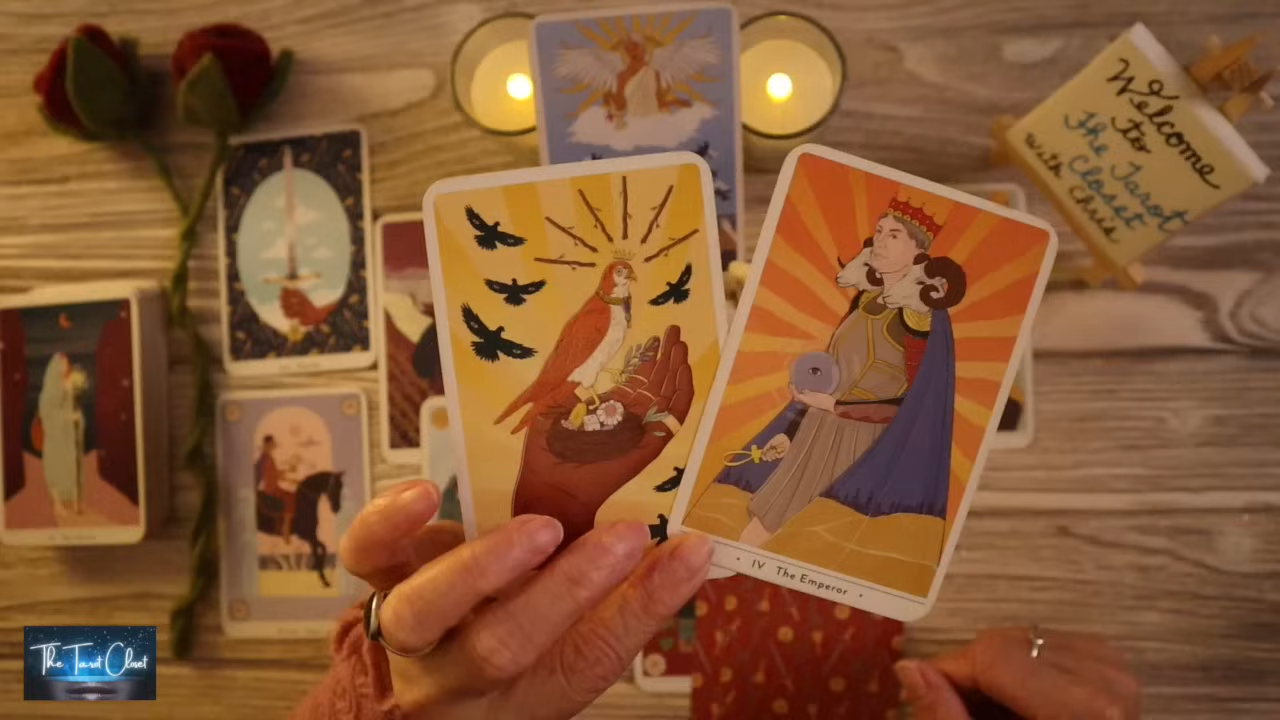 Welcome
To
The Tarot
Closet
with Chris
• IV The Emperor •
The Tarot Closet